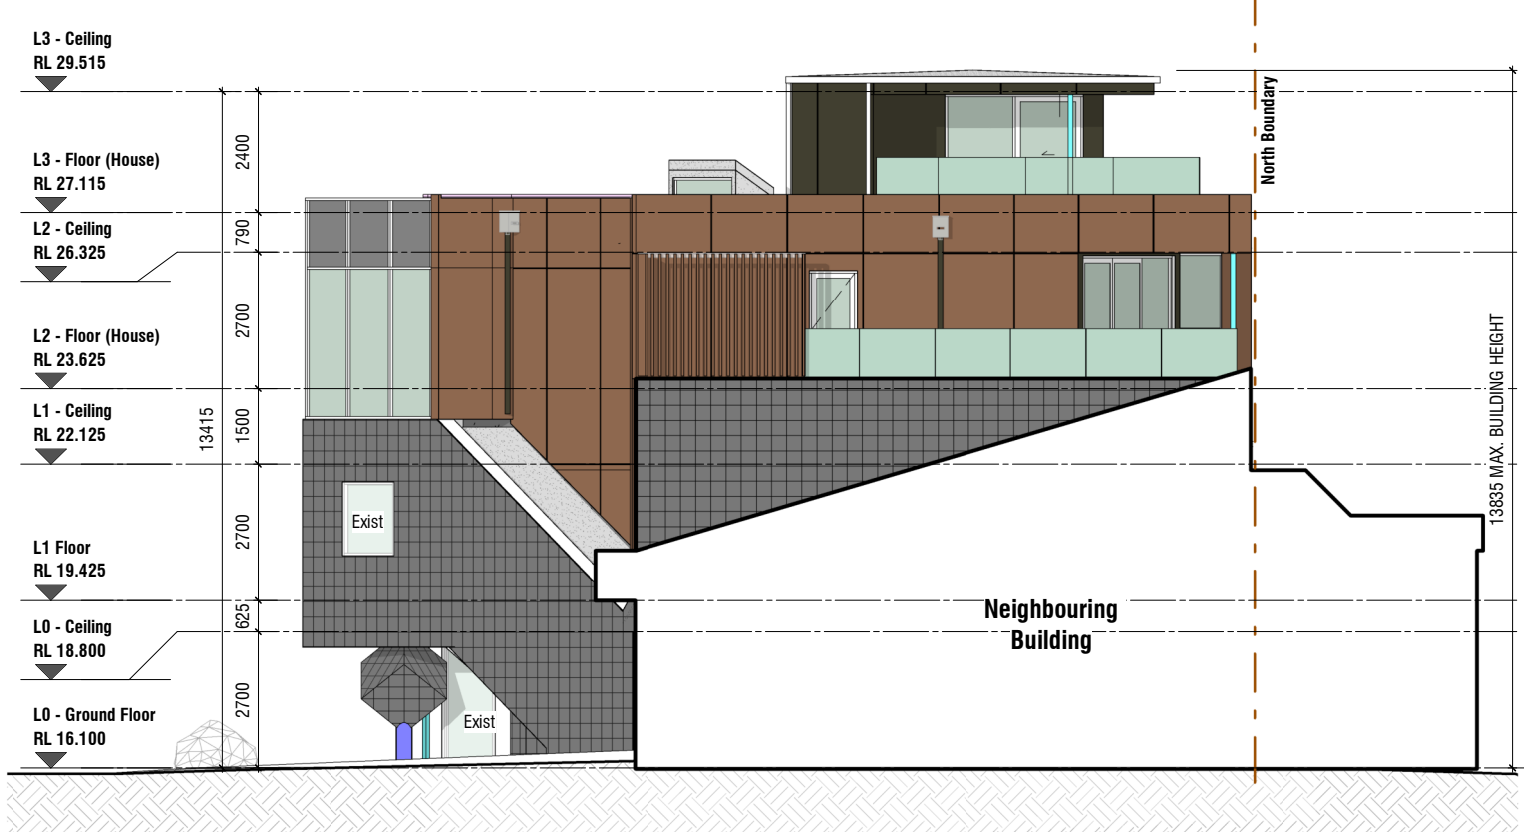 L3 - Ceiling
RL 29.515
L3 - Floor (House)
RL 27.115
L2 - Ceiling
RL 26.325
L2 - Floor (House)
RL 23.625
L1 - Ceiling
RL 22.125
L1 Floor
RL 19.425
L0 - Ceiling
RL 18.800
L0 - Ground Floor
RL 16.100
13415
2400
790
2700
1500
2700
625
2700
Exist
Exist
Neighbouring
Building
North Boundary
13835 MAX. BUILDING HEIGHT